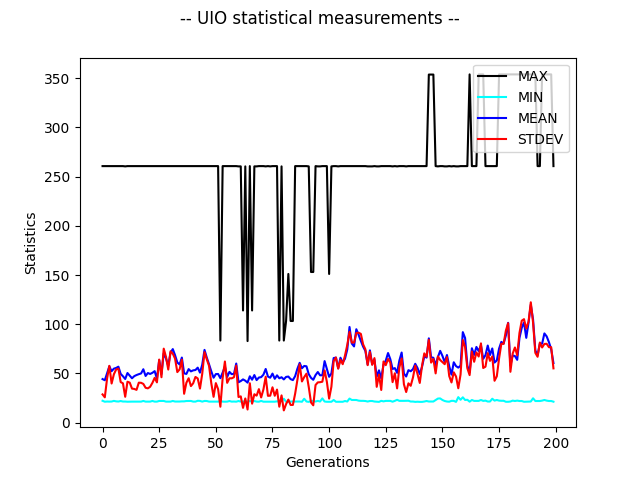 -- UIO statistical measurements --
350
300
250
200
150
100
50
0
Statistics
MAX
MIN
MEAN
STDEV
0 25 50 75 100 125 150 175 200
Generations